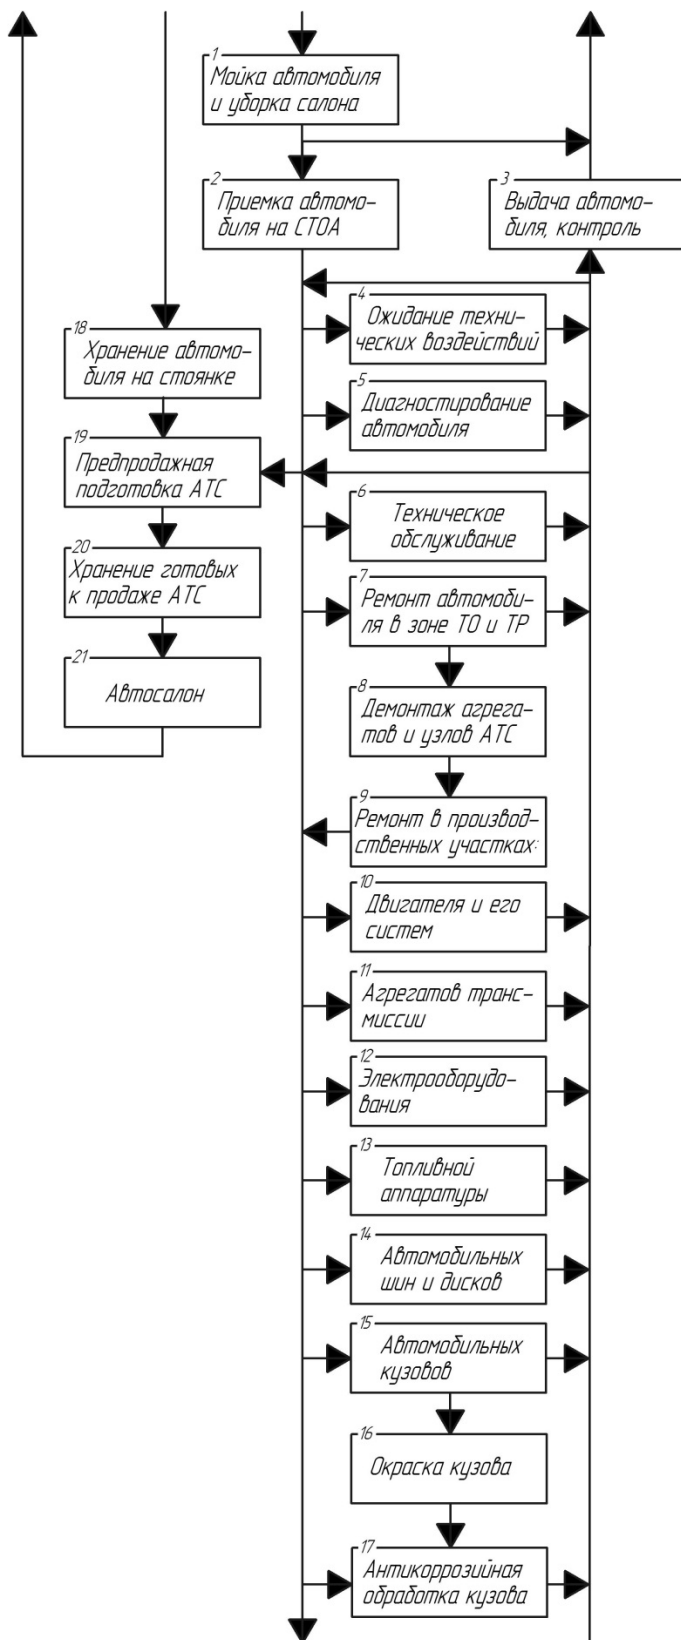 1
Мойка автомобиля
и уборка салона
2
Приемка автомо-
биля на СТОА
3
Выдача автомо-
биля, контроль
4
Ожидание техни-
ческих воздействий
18
Хранение автомо-
биля на стоянке
5
Диагностирование
автомобиля
19
Предпродажная
подготовка АТС
6
Техническое
обслуживание
20
Хранение готовых
к продаже АТС
7
Ремонт автомоби-
ля в зоне ТО и ТР
21
Автосалон
8
Демонтаж агрега-
тов и узлов АТС
9
Ремонт в производ-
ственных участках:
10
Двигателя и его
систем
11
Агрегатов транс-
миссии
12
Электрооборудо-
вания
13
Топливной
аппаратуры
14
Автомобильных
шин и дисков
15
Автомобильных
кузовов
16
Окраска кузова
17
Антикоррозийная
обработка кузова